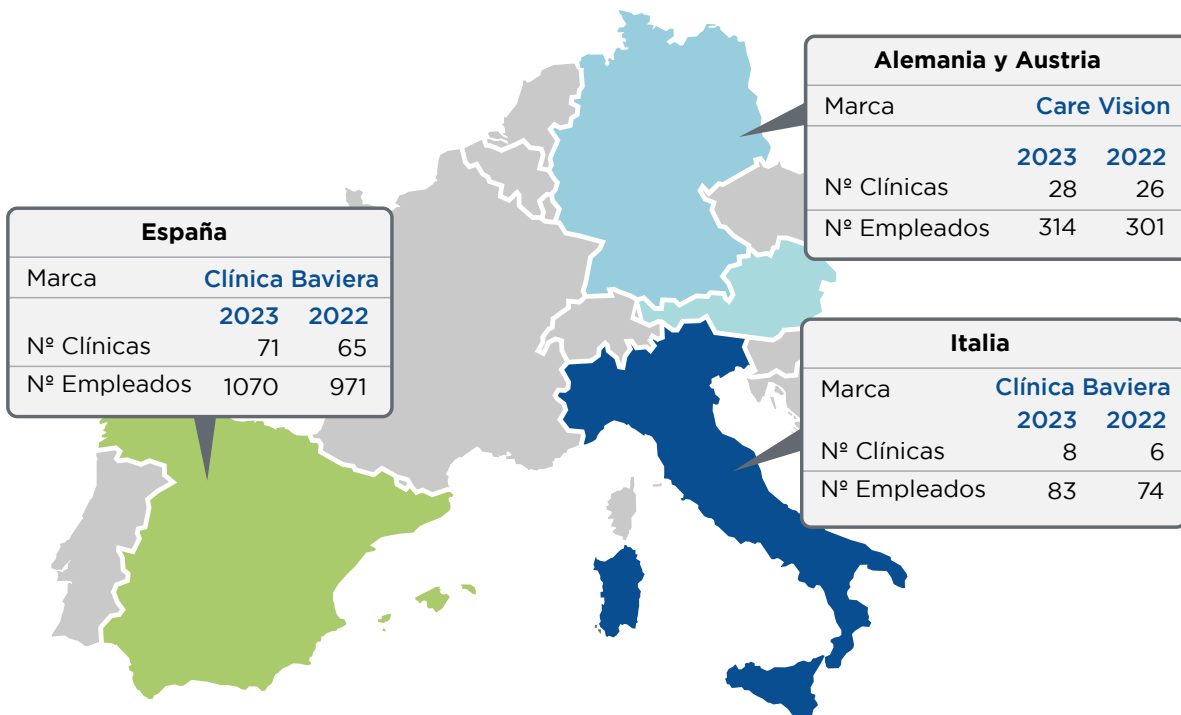 Alemania y Austria
Marca Care Vision
2023 2022
Nº Clínicas 28 26
Nº Empleados 314 301
España
Marca Clínica Baviera
2023 2022
Nº Clínicas 71 65
Nº Empleados 1070 971
Italia
Marca Clínica Baviera
2023 2022
Nº Clínicas 8 6
Nº Empleados 83 74